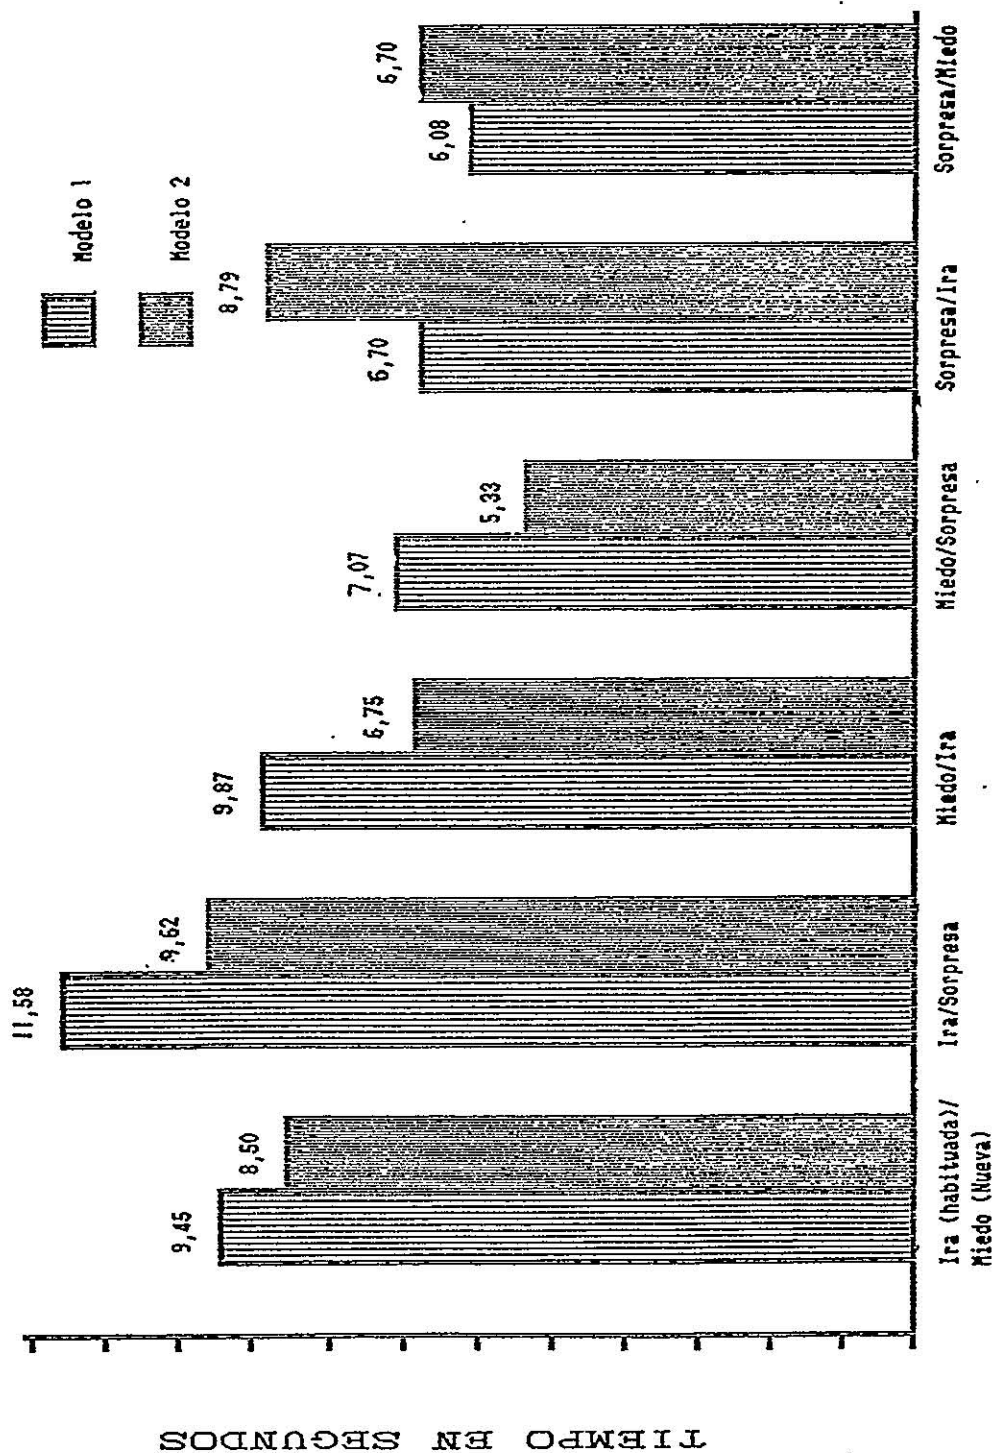 TIEMPO EN SEGUNDOS
Modelo 1
Modelo 2
9,45
8,50
11,58
9,62
9,87
6,75
7,07
5,33
6,70
8,79
6,08
6,70
Ira (habituada)/
Miedo (Nueva)
Ira/Sorpresa
Miedo/Ira
Miedo/Sorpresa
Sorpresa/Ira
Sorpresa/Miedo